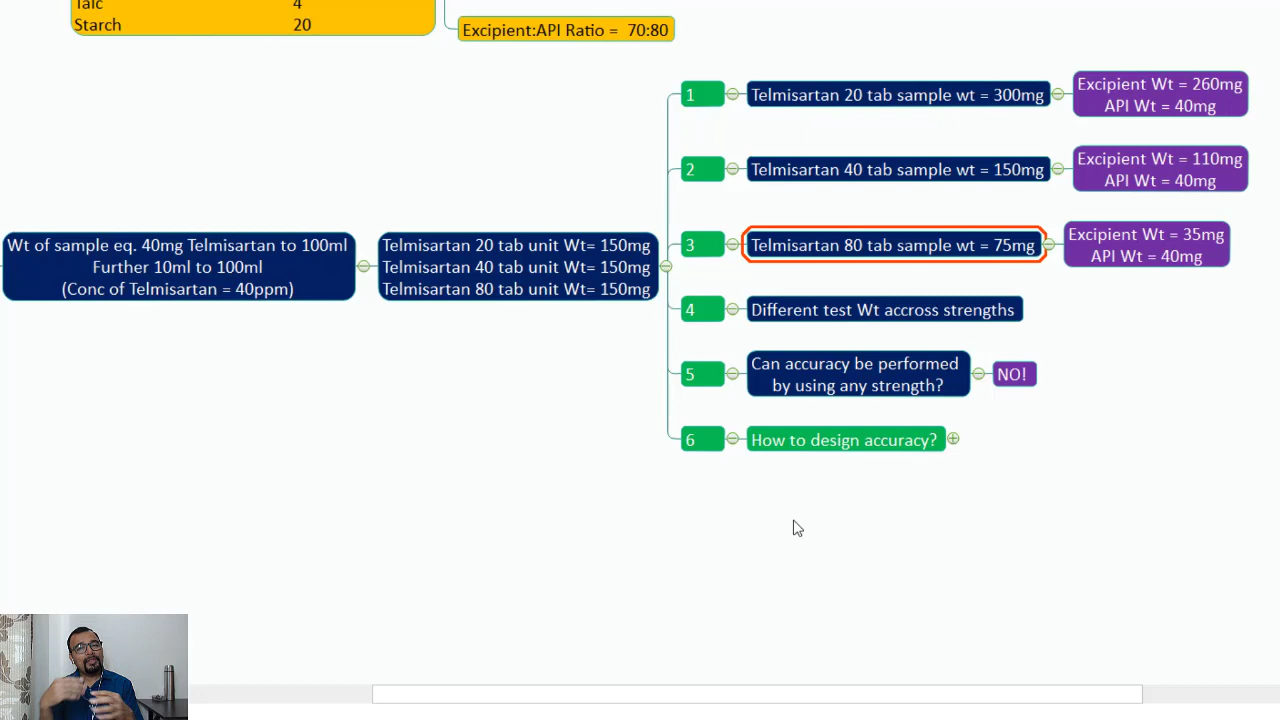 Talc 4
Starch 20
Excipient:API Ratio = 70:80
Wt of sample eq. 40mg Telmisartan to 100ml
Further 10ml to 100ml
(Conc of Telmisartan = 40ppm)
Telmisartan 20 tab unit Wt= 150mg
Telmisartan 40 tab unit Wt= 150mg
Telmisartan 80 tab unit Wt= 150mg
1
Telmisartan 20 tab sample wt = 300mg
Excipient Wt = 260mg
API Wt = 40mg
2
Telmisartan 40 tab sample wt = 150mg
Excipient Wt = 110mg
API Wt = 40mg
3
Telmisartan 80 tab sample wt = 75mg
Excipient Wt = 35mg
API Wt = 40mg
4
Different test Wt accross strengths
5
Can accuracy be performed
by using any strength?
NO!
6
How to design accuracy?